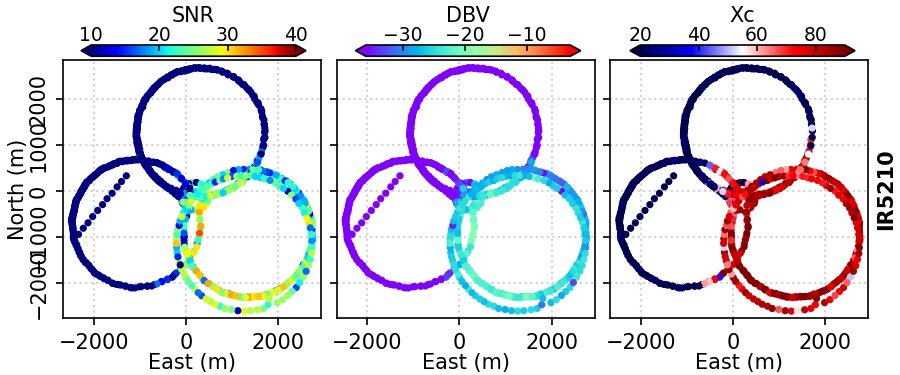 SNR DBV Xc
10 20 30 40 −30 −20 −10 20 40 60 80
2000
1000
0
−1000
−2000
North (m)
IR5210
−2000 0 2000 −2000 0 2000 −2000 0 2000
East (m) East (m) East (m)